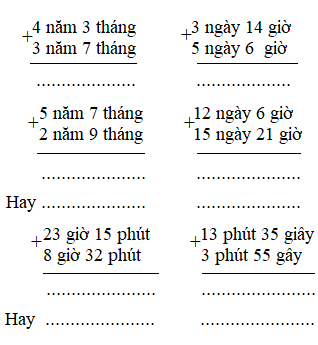 +4 năm 3 tháng +3 ngày 14 giờ
3 năm 7 tháng 5 ngày 6 giờ
..................... ....................
+5 năm 7 tháng +12 ngày 6 giờ
2 năm 9 tháng 15 ngày 21 giờ
...................... ......................
Hay ...................... ......................
+23 giờ 15 phút +13 phút 35 giây
8 giờ 32 phút 3 phút 55 gây
....................... ........................
Hay ....................... ........................